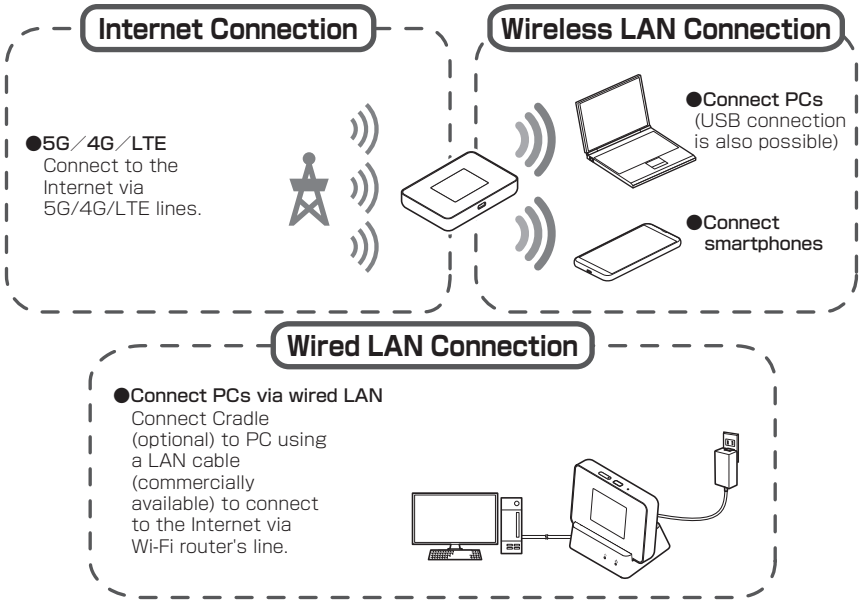 Internet Connection
●5G／4G／LTE
Connect to the
Internet via
5G/4G/LTE lines.
Wireless LAN Connection
●Connect PCs
(USB connection
is also possible)
●Connect
smartphones
Wired LAN Connection
●Connect PCs via wired LAN
Connect Cradle
(optional) to PC using
a LAN cable
(commercially
available) to connect
to the Internet via
Wi-Fi router's line.